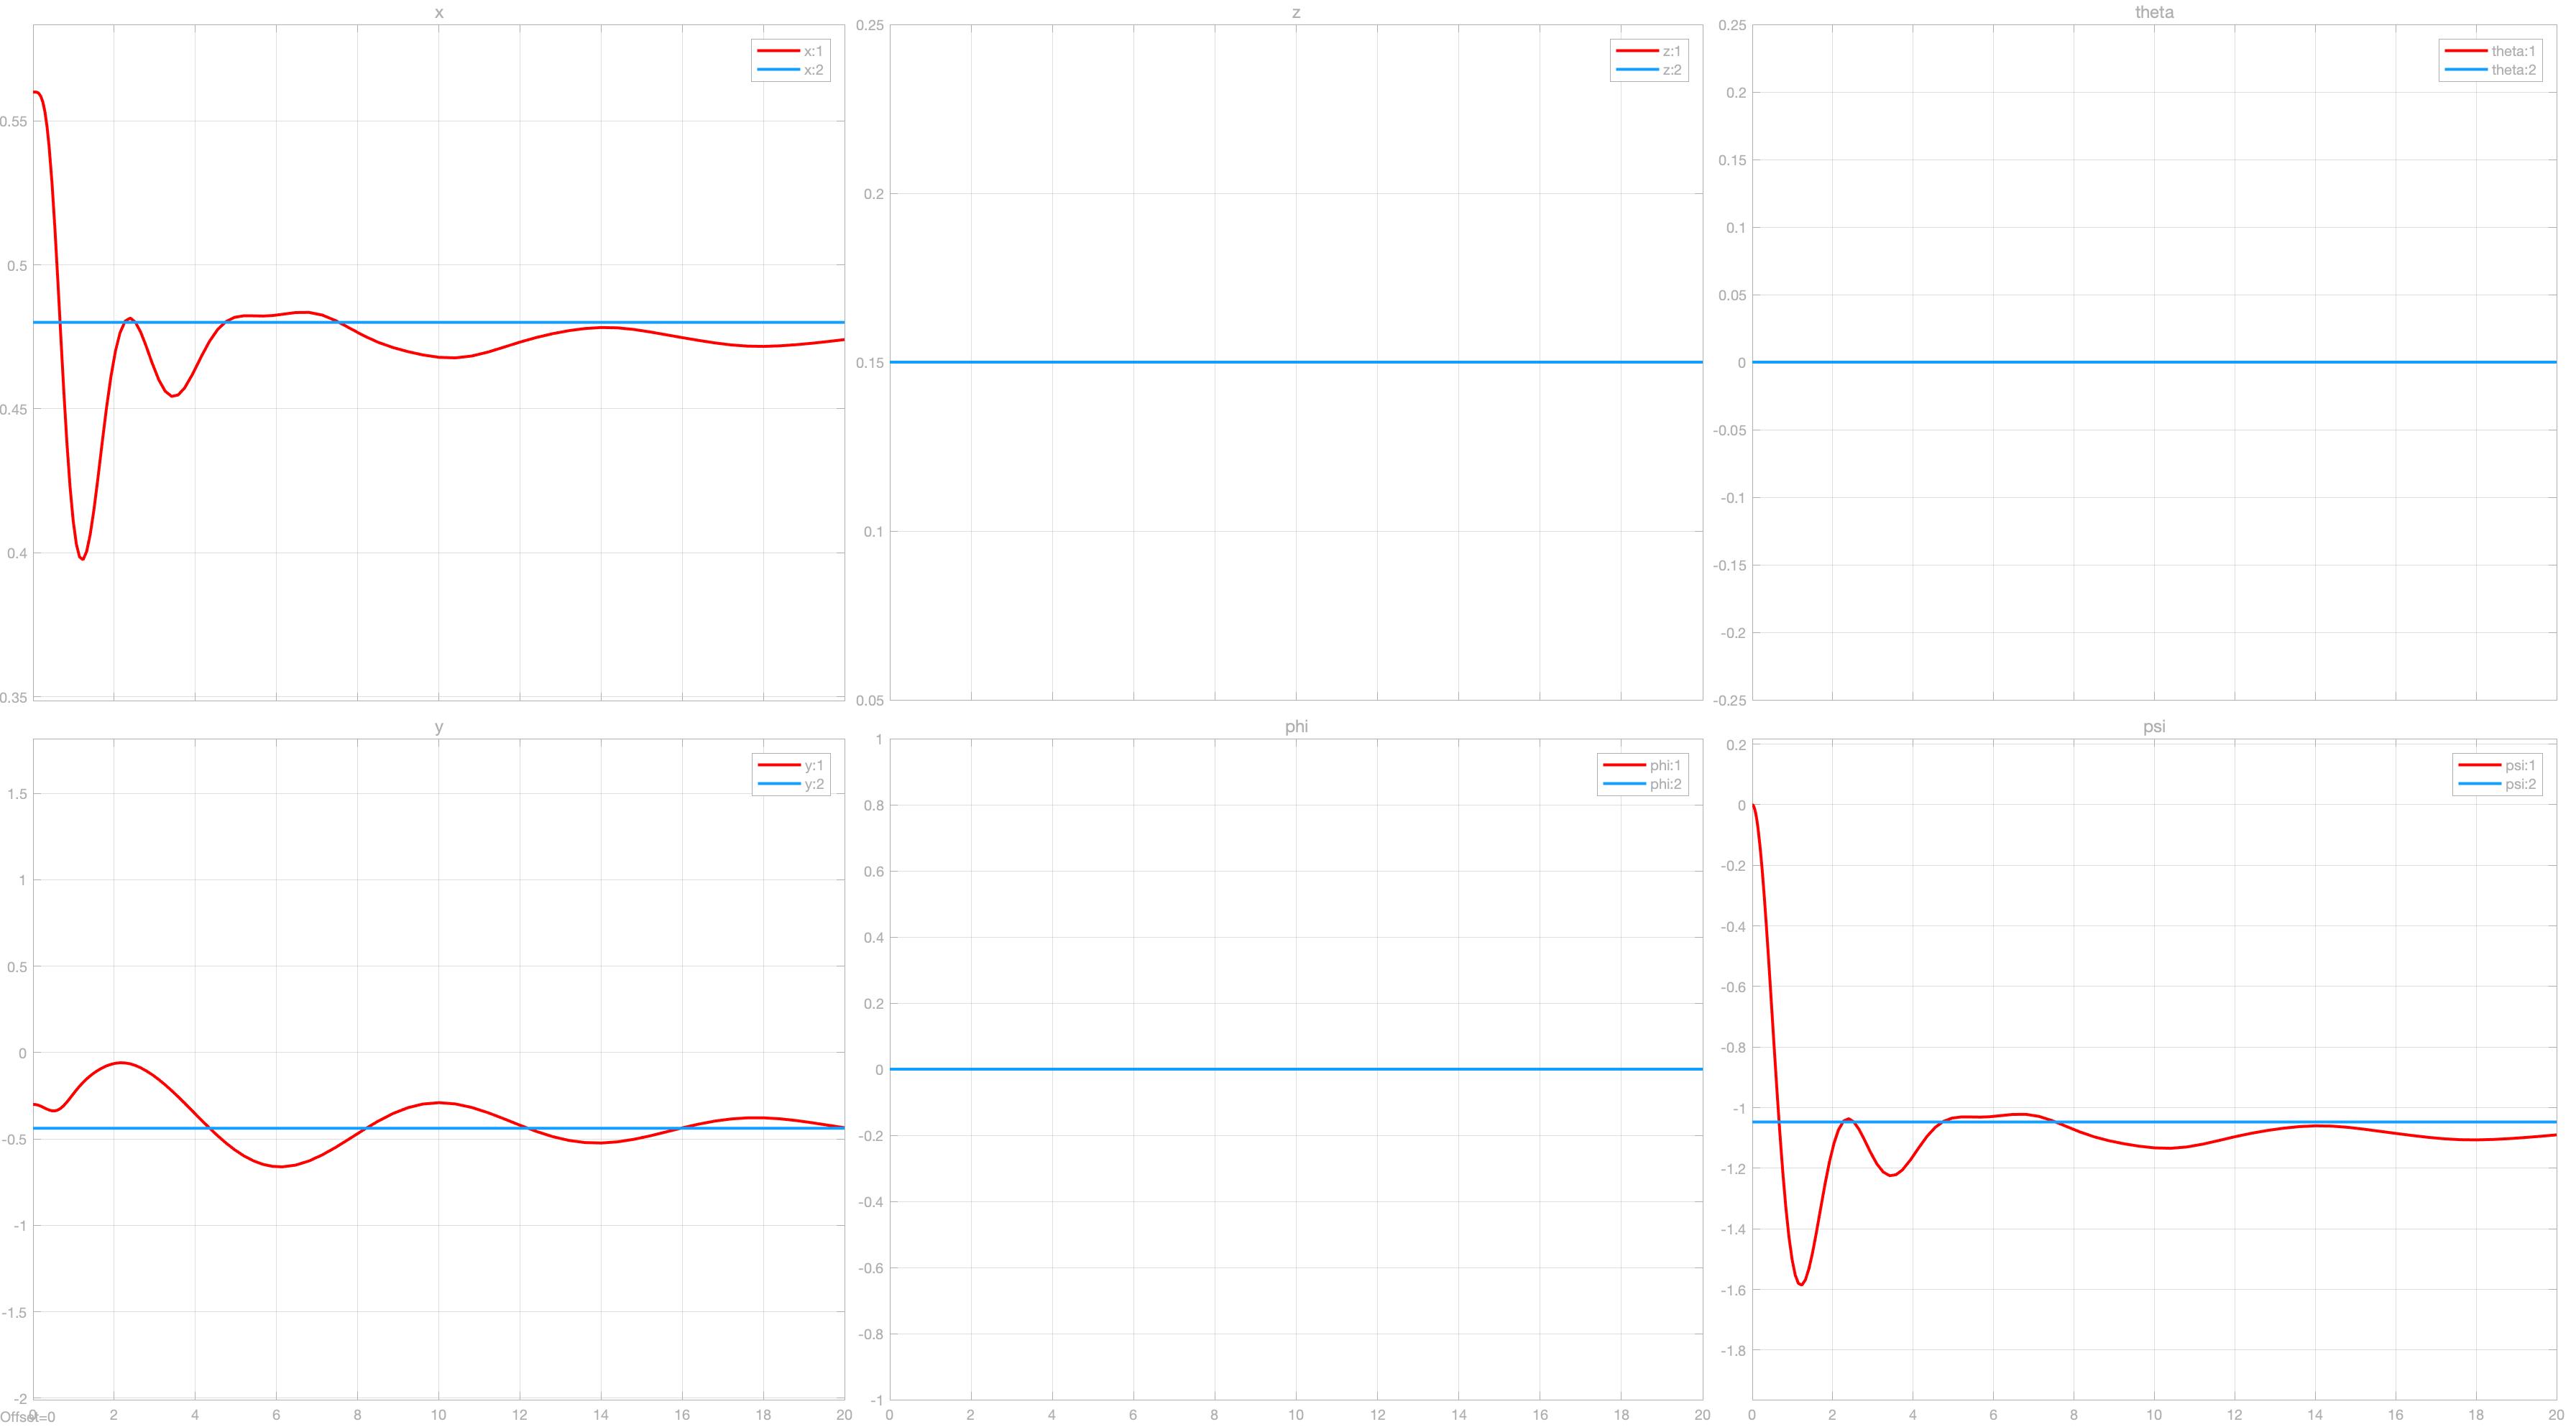 x
x:1
x:2
0.55
0.5
0.45
0.4
0.35
z
z:1
z:2
0.25
0.2
0.15
0.1
0.05
theta
theta:1
theta:2
0.25
0.2
0.15
0.1
0.05
0
-0.05
-0.1
-0.15
-0.2
-0.25
y
y:1
y:2
1.5
1
0.5
0
-0.5
-1
-1.5
-2
0 2 4 6 8 10 12 14 16 18 20
Offset=0
phi
phi:1
phi:2
1
0.8
0.6
0.4
0.2
0
-0.2
-0.4
-0.6
-0.8
-1
0 2 4 6 8 10 12 14 16 18 20
psi
psi:1
psi:2
0.2
0
-0.2
-0.4
-0.6
-0.8
-1
-1.2
-1.4
-1.6
-1.8
0 2 4 6 8 10 12 14 16 18 20